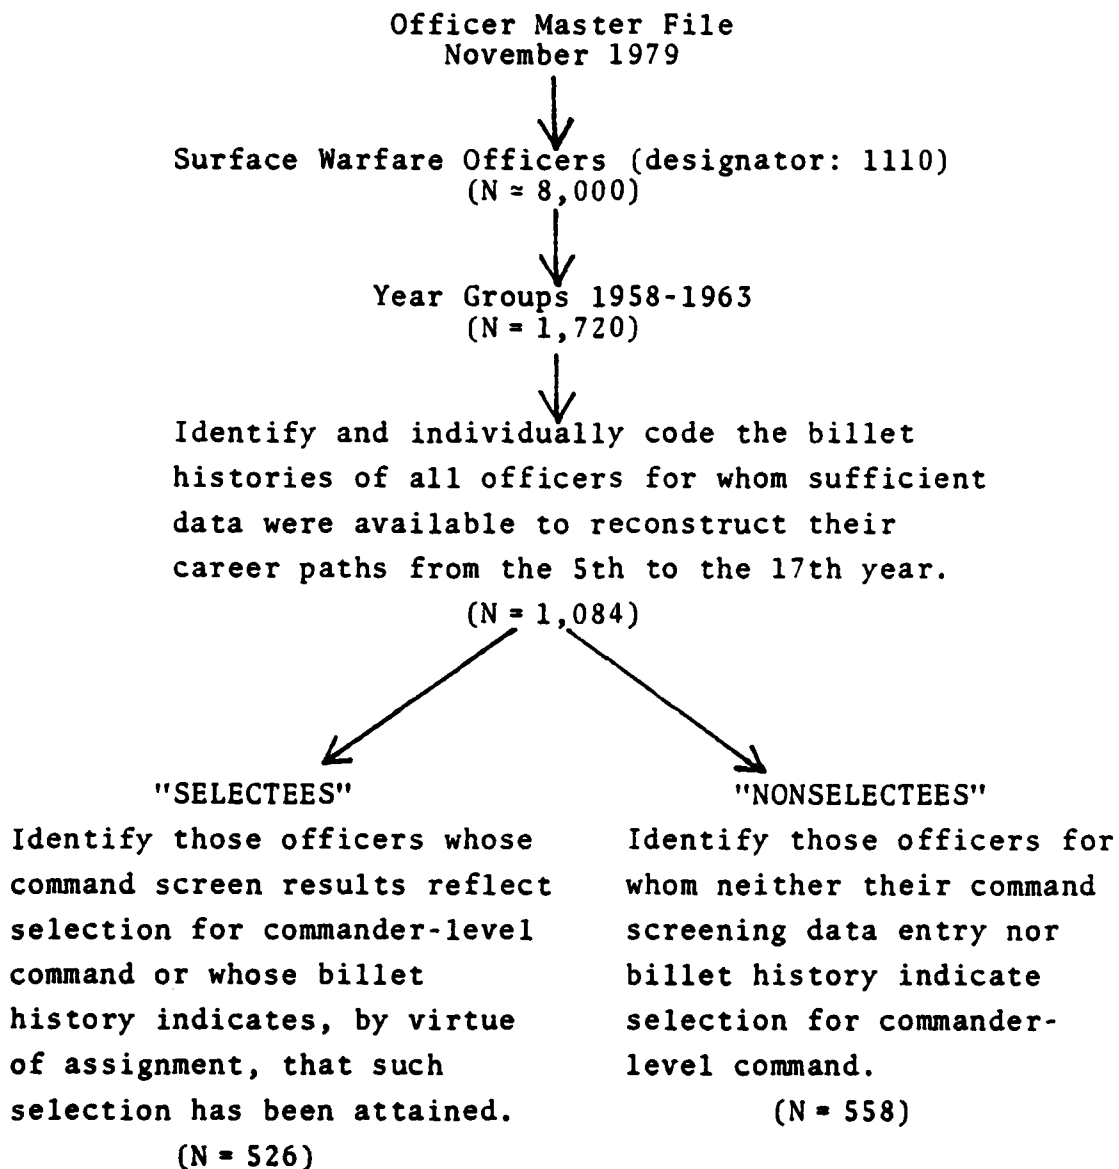 Officer Master File
November 1979
Surface Warfare Officers (designator: 1110)
(N ≃ 8,000)
Year Groups 1958-1963
(N = 1,720)
Identify and individually code the billet
histories of all officers for whom sufficient
data were available to reconstruct their
career paths from the 5th to the 17th year.
(N = 1,084)
"SELECTEES"
Identify those officers whose
command screen results reflect
selection for commander-level
command or whose billet
history indicates, by virtue
of assignment, that such
selection has been attained.
(N = 526)
"NONSELECTEES"
Identify those officers for
whom neither their command
screening data entry nor
billet history indicate
selection for commander-
level command.
(N = 558)